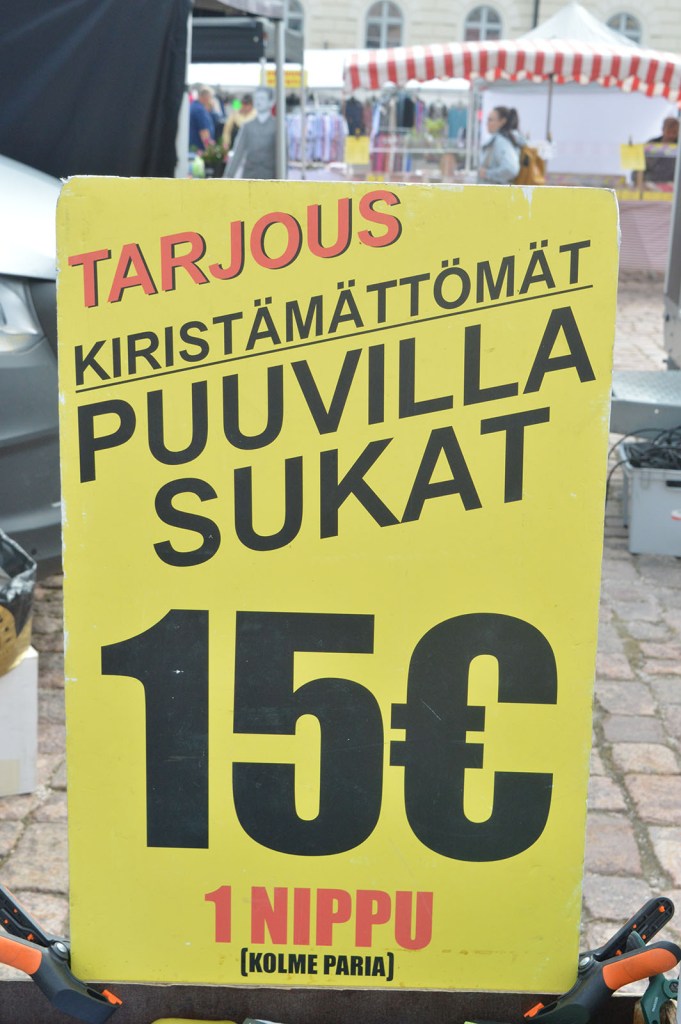 TARJOUS
KIRISTÄMÄTTÖMÄT
PUUVILLA
SUKAT
15€
1 NIPPU
(KOLME PARIA)